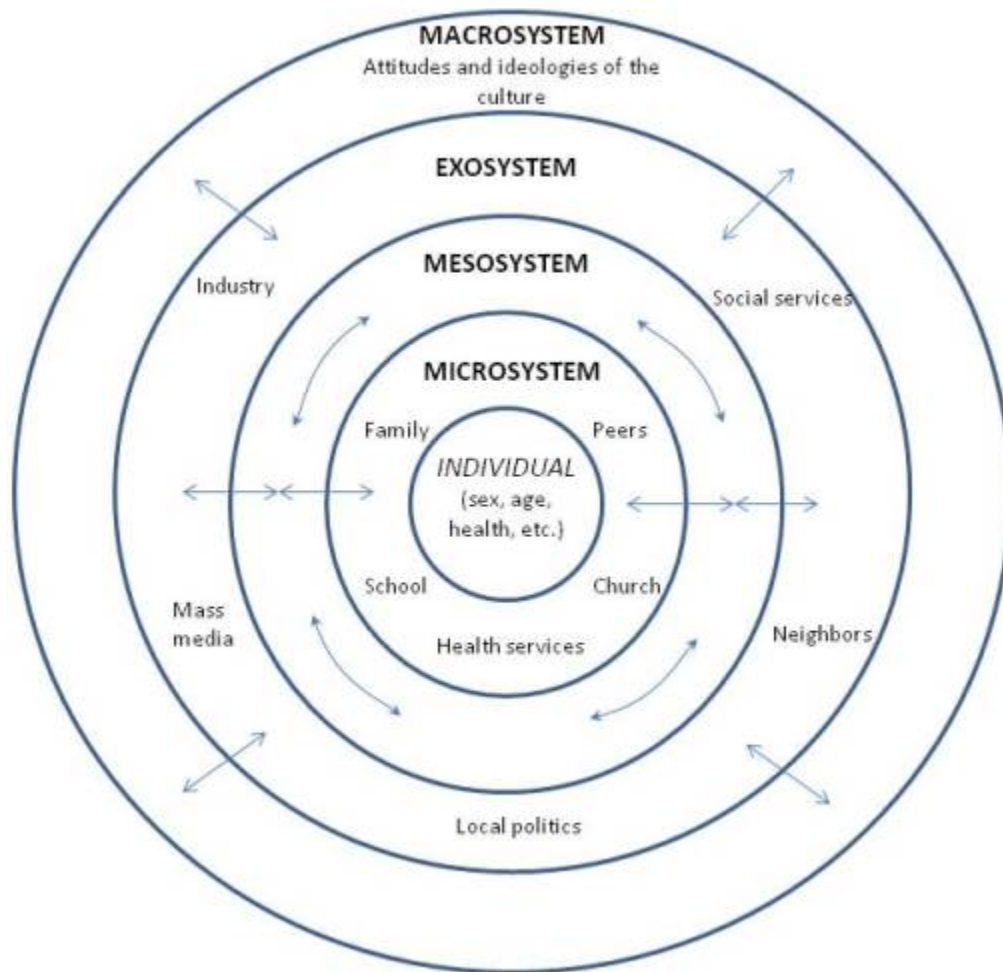 MACROSYSTEM
Attitudes and ideologies of the
culture
EXOSYSTEM
MESOSYSTEM
Industry
Social services
MICROSYSTEM
Family
Peers
INDIVIDUAL
(sex, age,
health, etc.)
School
Church
Mass
media
Neighbors
Health services
Local politics